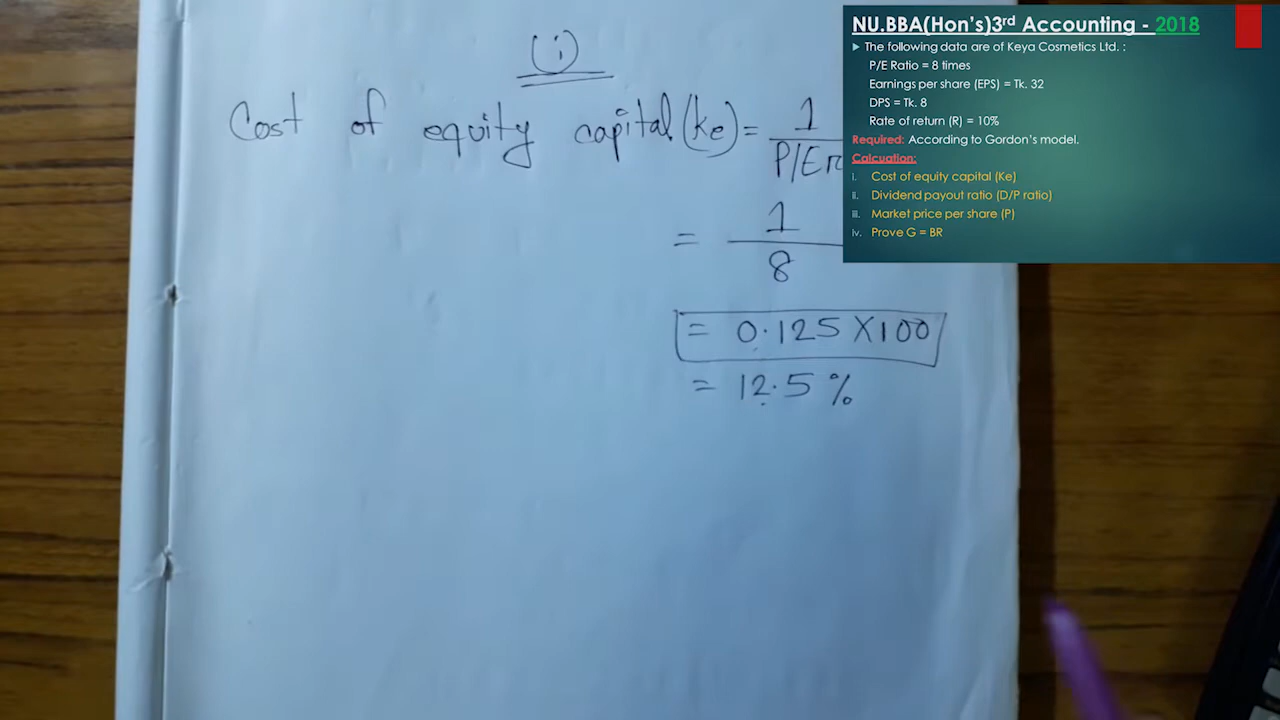 (i)
Cost of equity capital (ke) = 1
P/E
= 1
8
= 0.125 X 100
= 12.5 %
NU.BBA(Hon's)3rd Accounting - 2018
The following data are of Keya Cosmetics Ltd. :
P/E Ratio = 8 times
Earnings per share (EPS) = Tk. 32
DPS = Tk. 8
Rate of return (R) = 10%
Required: According to Gordon's model.
Calcuation:
i. Cost of equity capital (Ke)
ii. Dividend payout ratio (D/P ratio)
iii. Market price per share (P)
iv. Prove G = BR